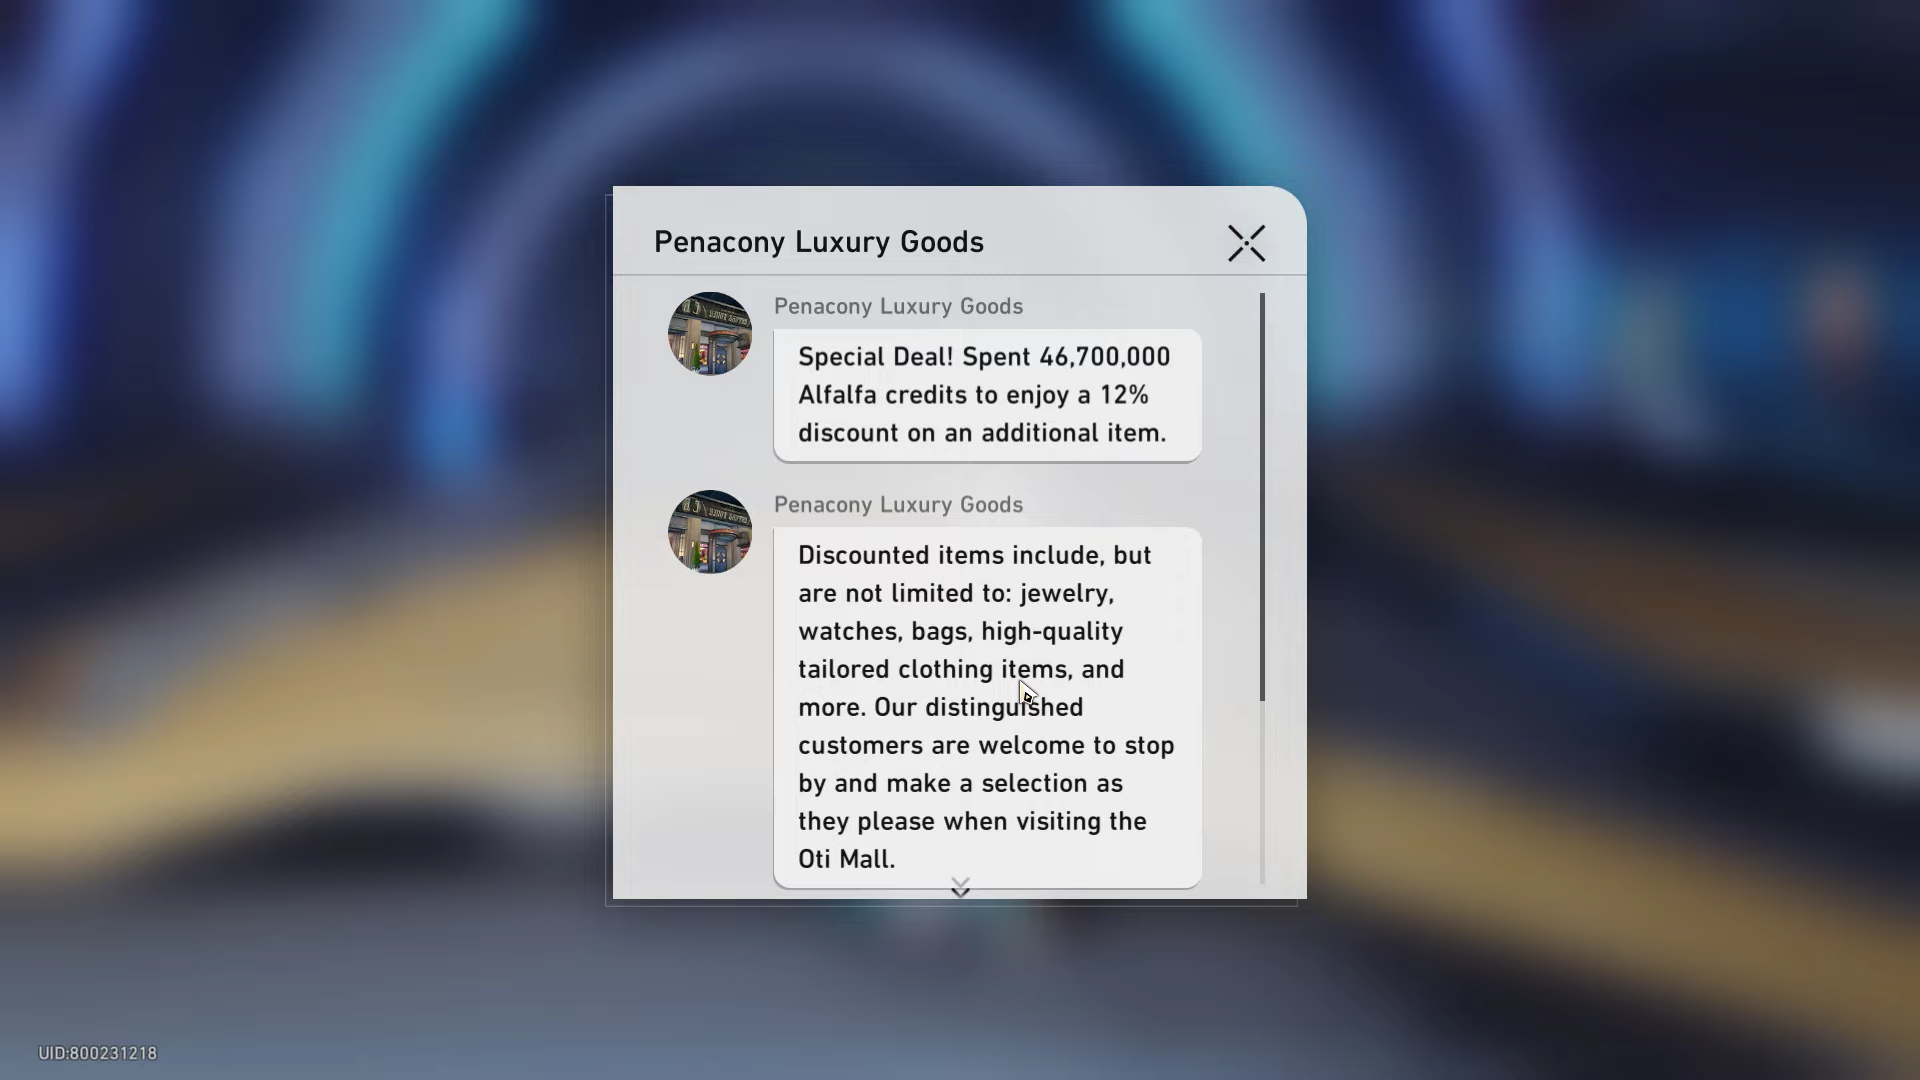 Penacony Luxury Goods
Penacony Luxury Goods
Special Deal! Spent 46,700,000
Alfalfa credits to enjoy a 12%
discount on an additional item.
Penacony Luxury Goods
Discounted items include, but
are not limited to: jewelry,
watches, bags, high-quality
tailored clothing items, and
more. Our distinguished
customers are welcome to stop
by and make a selection as
they please when visiting the
Oti Mall.
UID:800231218